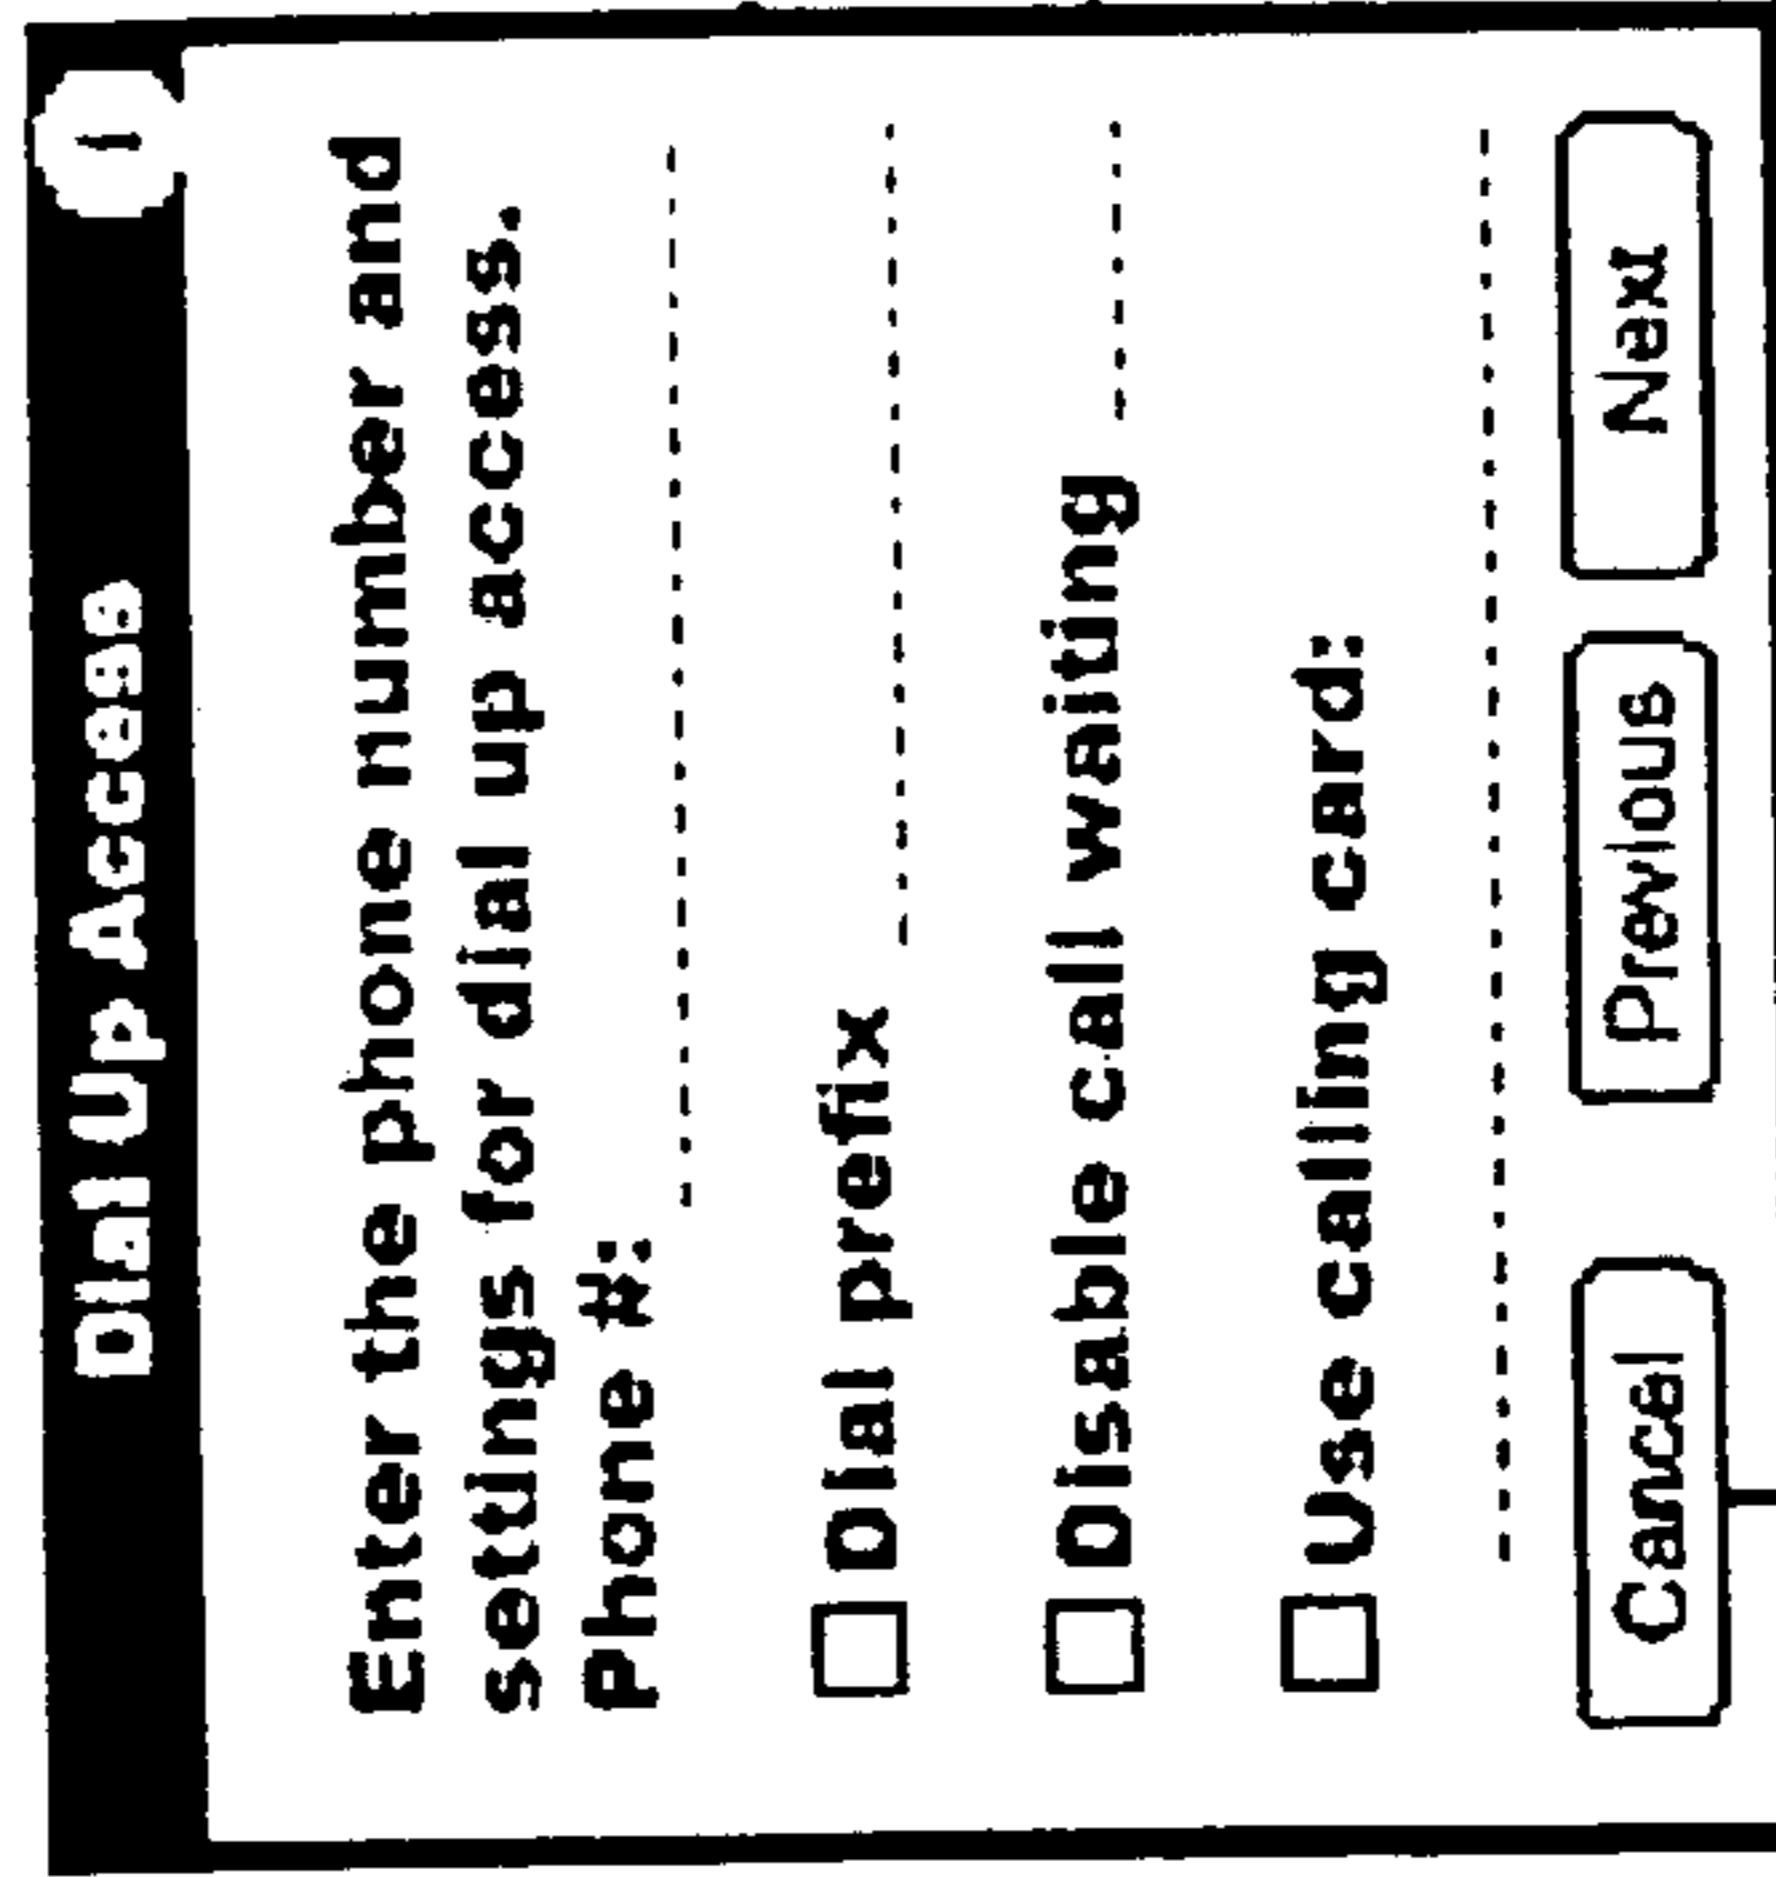 Dial Up Access i
Enter the phone number and
settings for dial up access.
Phone #:
Dial prefix
Disable call waiting
Use calling card:
Cancel Previous Next